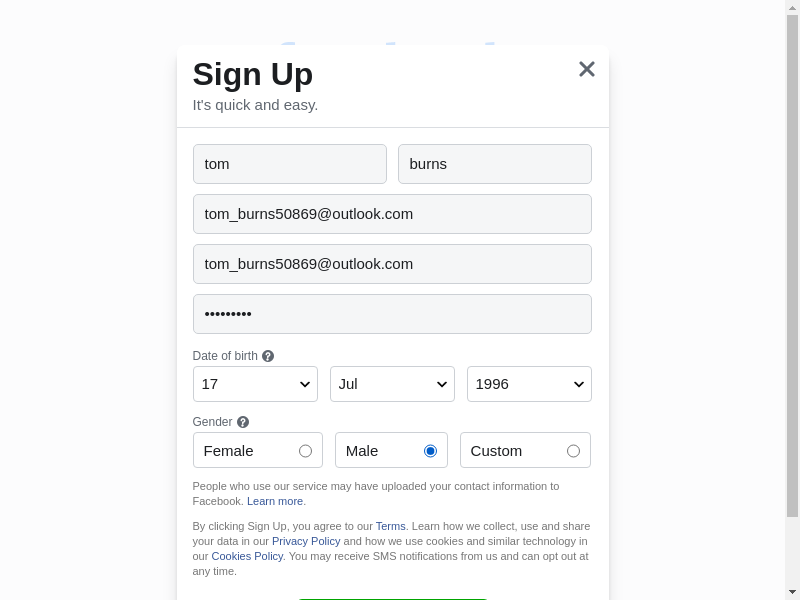 Sign Up
It's quick and easy.
tom
burns
tom_burns50869@outlook.com
tom_burns50869@outlook.com
•••••••••
Date of birth
17
Jul
1996
Gender
Female
Male
Custom
People who use our service may have uploaded your contact information to
Facebook. Learn more.
By clicking Sign Up, you agree to our Terms. Learn how we collect, use and share
your data in our Privacy Policy and how we use cookies and similar technology in
our Cookies Policy. You may receive SMS notifications from us and can opt out at
any time.